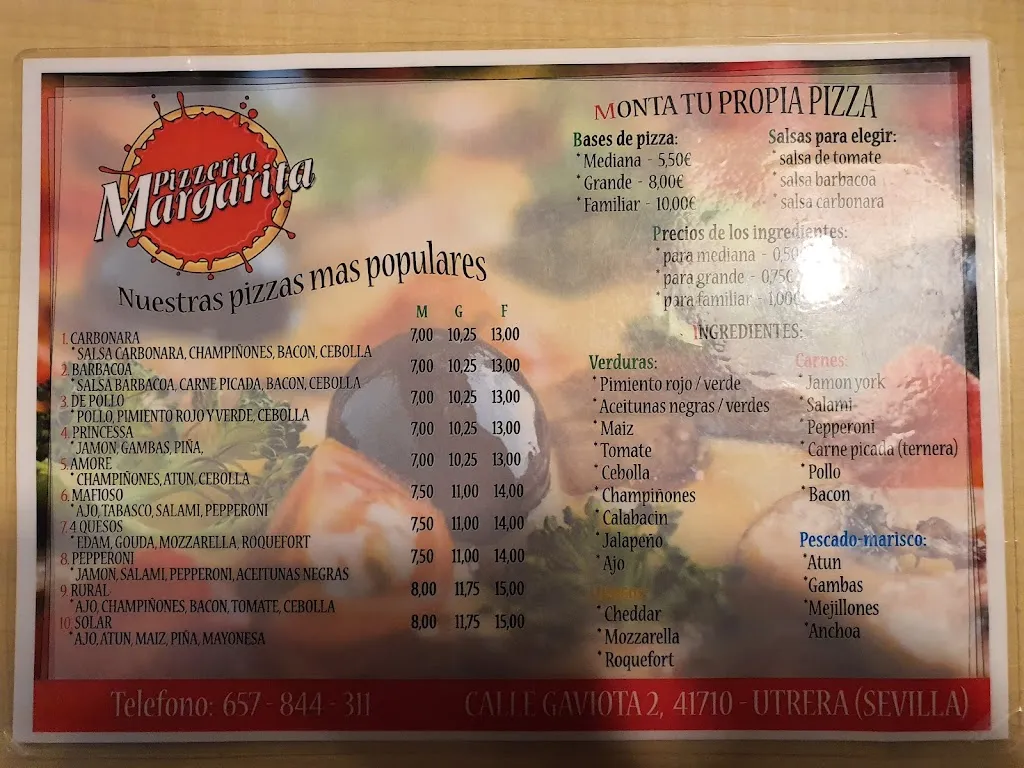 Pizzeria
Margarita
Nuestras pizzas mas populares
M G F
1. CARBONARA 7,00 10,25 13,00
* SALSA CARBONARA, CHAMPIÑONES, BACON, CEBOLLA
2. BARBACOA 7,00 10,25 13,00
* SALSA BARBACOA, CARNE PICADA, BACON, CEBOLLA
3. DE POLLO 7,00 10,25 13,00
* POLLO, PIMIENTO ROJO Y VERDE, CEBOLLA
4. PRINCESSA 7,00 10,25 13,00
* JAMON, GAMBAS, PIÑA,
5. AMORE 7,00 10,25 13,00
* CHAMPIÑONES, ATUN, CEBOLLA
6. MAFIOSO 7,50 11,00 14,00
* AJO, TABASCO, SALAMI, PEPPERONI
7. 4 QUESOS 7,50 11,00 14,00
* EDAM, GOUDA, MOZZARELLA, ROQUEFORT
8. PEPPERONI 7,50 11,00 14,00
* JAMON, SALAMI, PEPPERONI, ACEITUNAS NEGRAS
9. RURAL 8,00 11,75 15,00
* AJO, CHAMPIÑONES, BACON, TOMATE, CEBOLLA
10. SOLAR 8,00 11,75 15,00
* AJO, ATUN, MAIZ, PIÑA, MAYONESA
MONTA TU PROPIA PIZZA
Bases de pizza:
* Mediana - 5,50€
* Grande - 8,00€
* Familiar - 10,00€
Salsas para elegir:
* salsa de tomate
* salsa barbacoa
* salsa carbonara
Precios de los ingredientes:
* para mediana - 0,50
* para grande - 0,75€
* para familiar - 1,00€
INGREDIENTES:
Verduras:
* Pimiento rojo / verde
* Aceitunas negras / verdes
* Maiz
* Tomate
* Cebolla
* Champiñones
* Calabacin
* Jalapeño
* Ajo
* Cheddar
* Mozzarella
* Roquefort
Carnes:
* Jamon york
* Salami
* Pepperoni
* Carne picada (ternera)
* Pollo
* Bacon
Pescado-marisco:
* Atun
* Gambas
* Mejillones
* Anchoa
Telefono: 657 - 844 - 311
CALLE GAVIOTA 2, 41710 - UTRERA (SEVILLA)